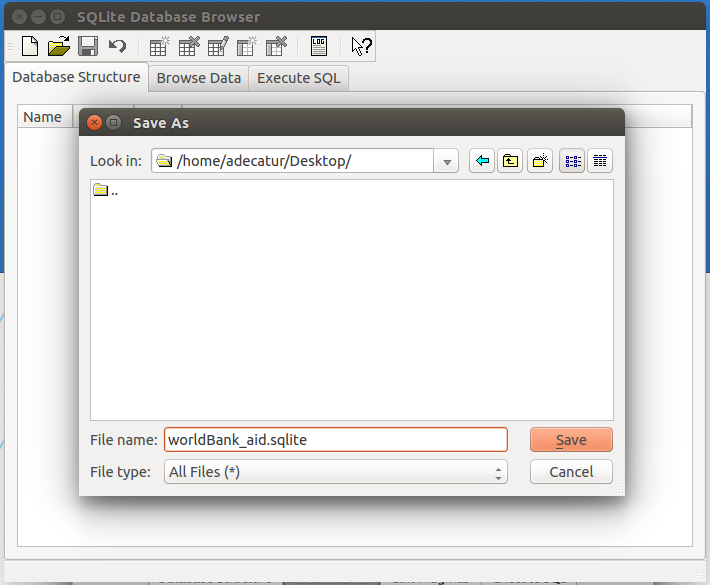 SQLite Database Browser
LOG
Database Structure Browse Data Execute SQL
Name
Save As
Look in: /home/adecatur/Desktop/
..
File name: worldBank_aid.sqlite Save
File type: All Files (*) Cancel